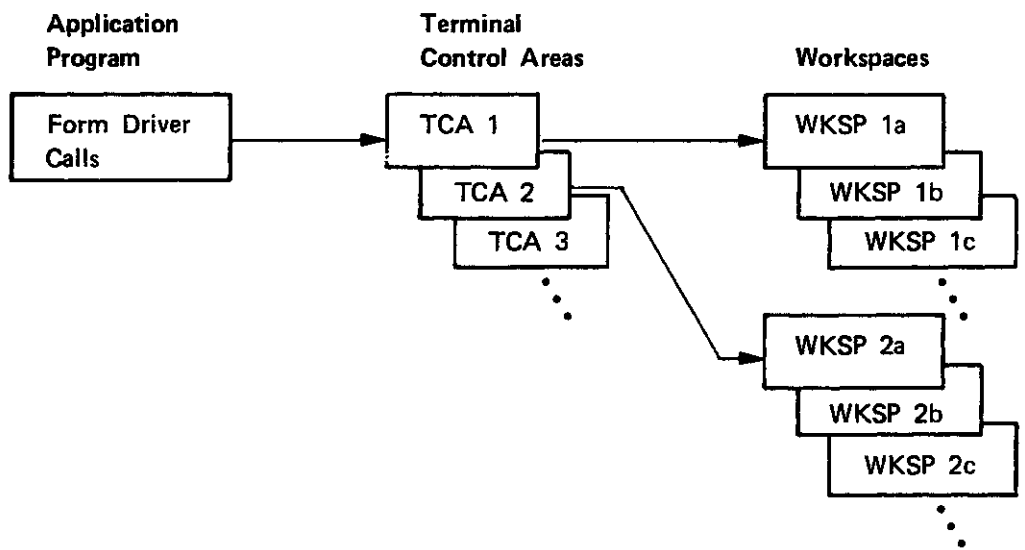 Application
Program
Terminal
Control Areas
Workspaces
Form Driver
Calls
TCA 1
TCA 2
TCA 3
WKSP 1a
WKSP 1b
WKSP 1c
WKSP 2a
WKSP 2b
WKSP 2c